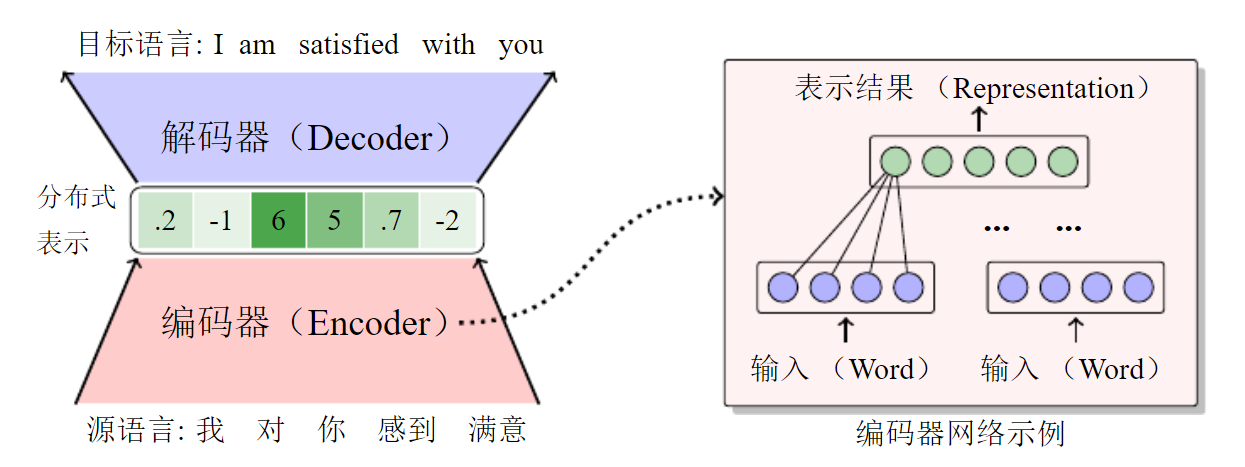 目标语言: I am satisfied with you
解码器（Decoder）
分布式
表示
.2 -1 6 5 .7 -2
编码器（Encoder）
源语言: 我 对 你 感到 满意
表示结果 （Representation）
... ...
输入 （Word） 输入 （Word）
编码器网络示例